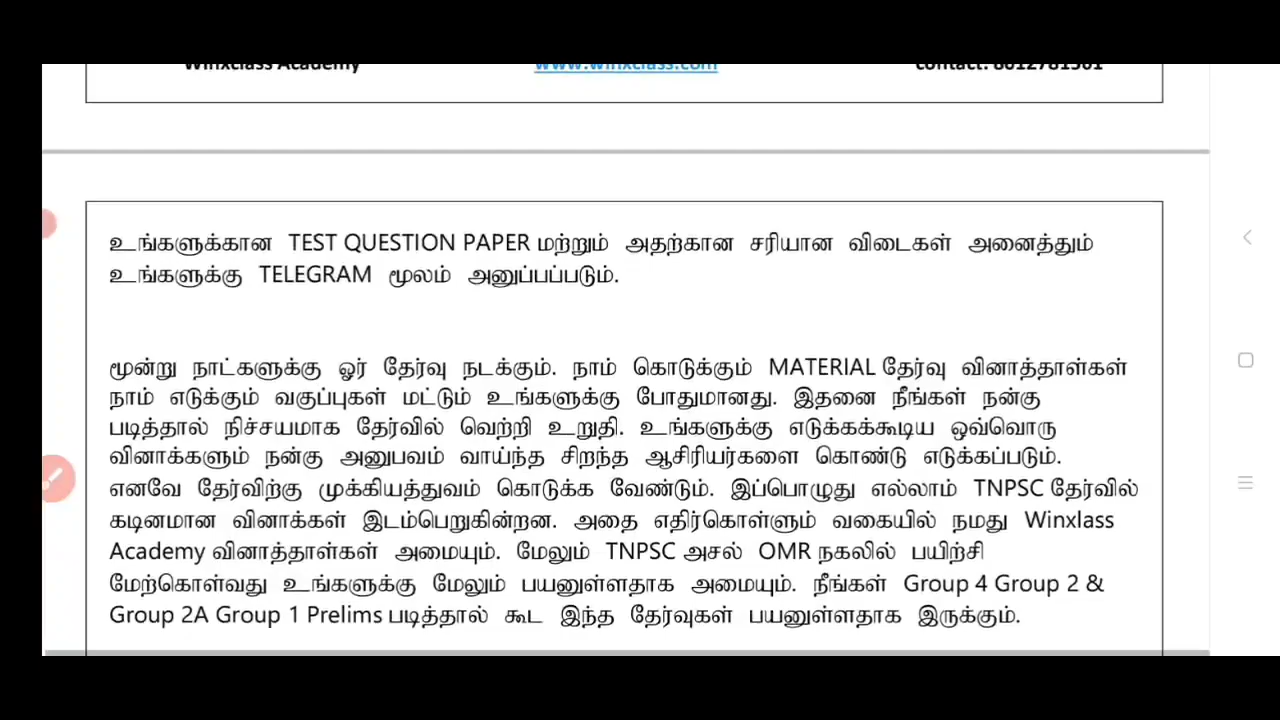 Winxclass Academy www.winxclass.com contact: 8012781501
உங்களுக்கான TEST QUESTION PAPER மற்றும் அதற்கான சரியான விடைகள் அனைத்தும்
உங்களுக்கு TELEGRAM மூலம் அனுப்பப்படும்.
மூன்று நாட்களுக்கு ஓர் தேர்வு நடக்கும். நாம் கொடுக்கும் MATERIAL தேர்வு வினாத்தாள்கள்
நாம் எடுக்கும் வகுப்புகள் மட்டும் உங்களுக்கு போதுமானது. இதனை நீங்கள் நன்கு
படித்தால் நிச்சயமாக தேர்வில் வெற்றி உறுதி. உங்களுக்கு எடுக்கக்கூடிய ஒவ்வொரு
வினாக்களும் நன்கு அனுபவம் வாய்ந்த சிறந்த ஆசிரியர்களை கொண்டு எடுக்கப்படும்.
எனவே தேர்விற்கு முக்கியத்துவம் கொடுக்க வேண்டும். இப்பொழுது எல்லாம் TNPSC தேர்வில்
கடினமான வினாக்கள் இடம்பெறுகின்றன. அதை எதிர்கொள்ளும் வகையில் நமது Winxlass
Academy வினாத்தாள்கள் அமையும். மேலும் TNPSC அசல் OMR நகலில் பயிற்சி
மேற்கொள்வது உங்களுக்கு மேலும் பயனுள்ளதாக அமையும். நீங்கள் Group 4 Group 2 &
Group 2A Group 1 Prelims படித்தால் கூட இந்த தேர்வுகள் பயனுள்ளதாக இருக்கும்.